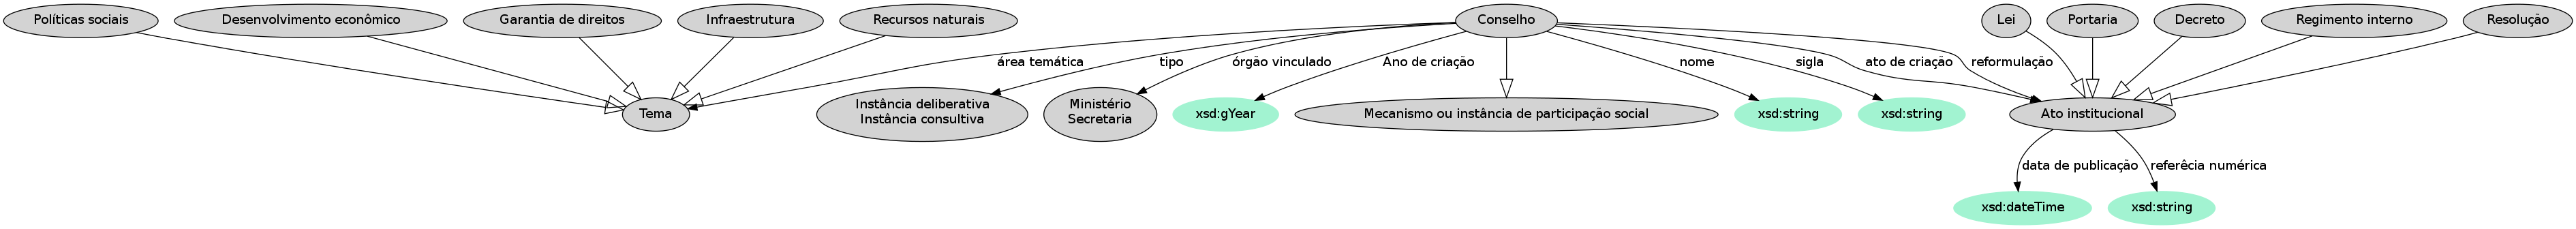 Políticas sociais
Desenvolvimento econômico
Garantia de direitos
Infraestrutura
Recursos naturais
Conselho
Lei
Portaria
Decreto
Regimento interno
Resolução
área temática
tipo
órgão vinculado
Ano de criação
nome
sigla
ato de criação
reformulação
Tema
Instância deliberativa
Instância consultiva
Ministério
Secretaria
xsd:gYear
Mecanismo ou instância de participação social
xsd:string
xsd:string
Ato institucional
data de publicação
referêcia numérica
xsd:dateTime
xsd:string